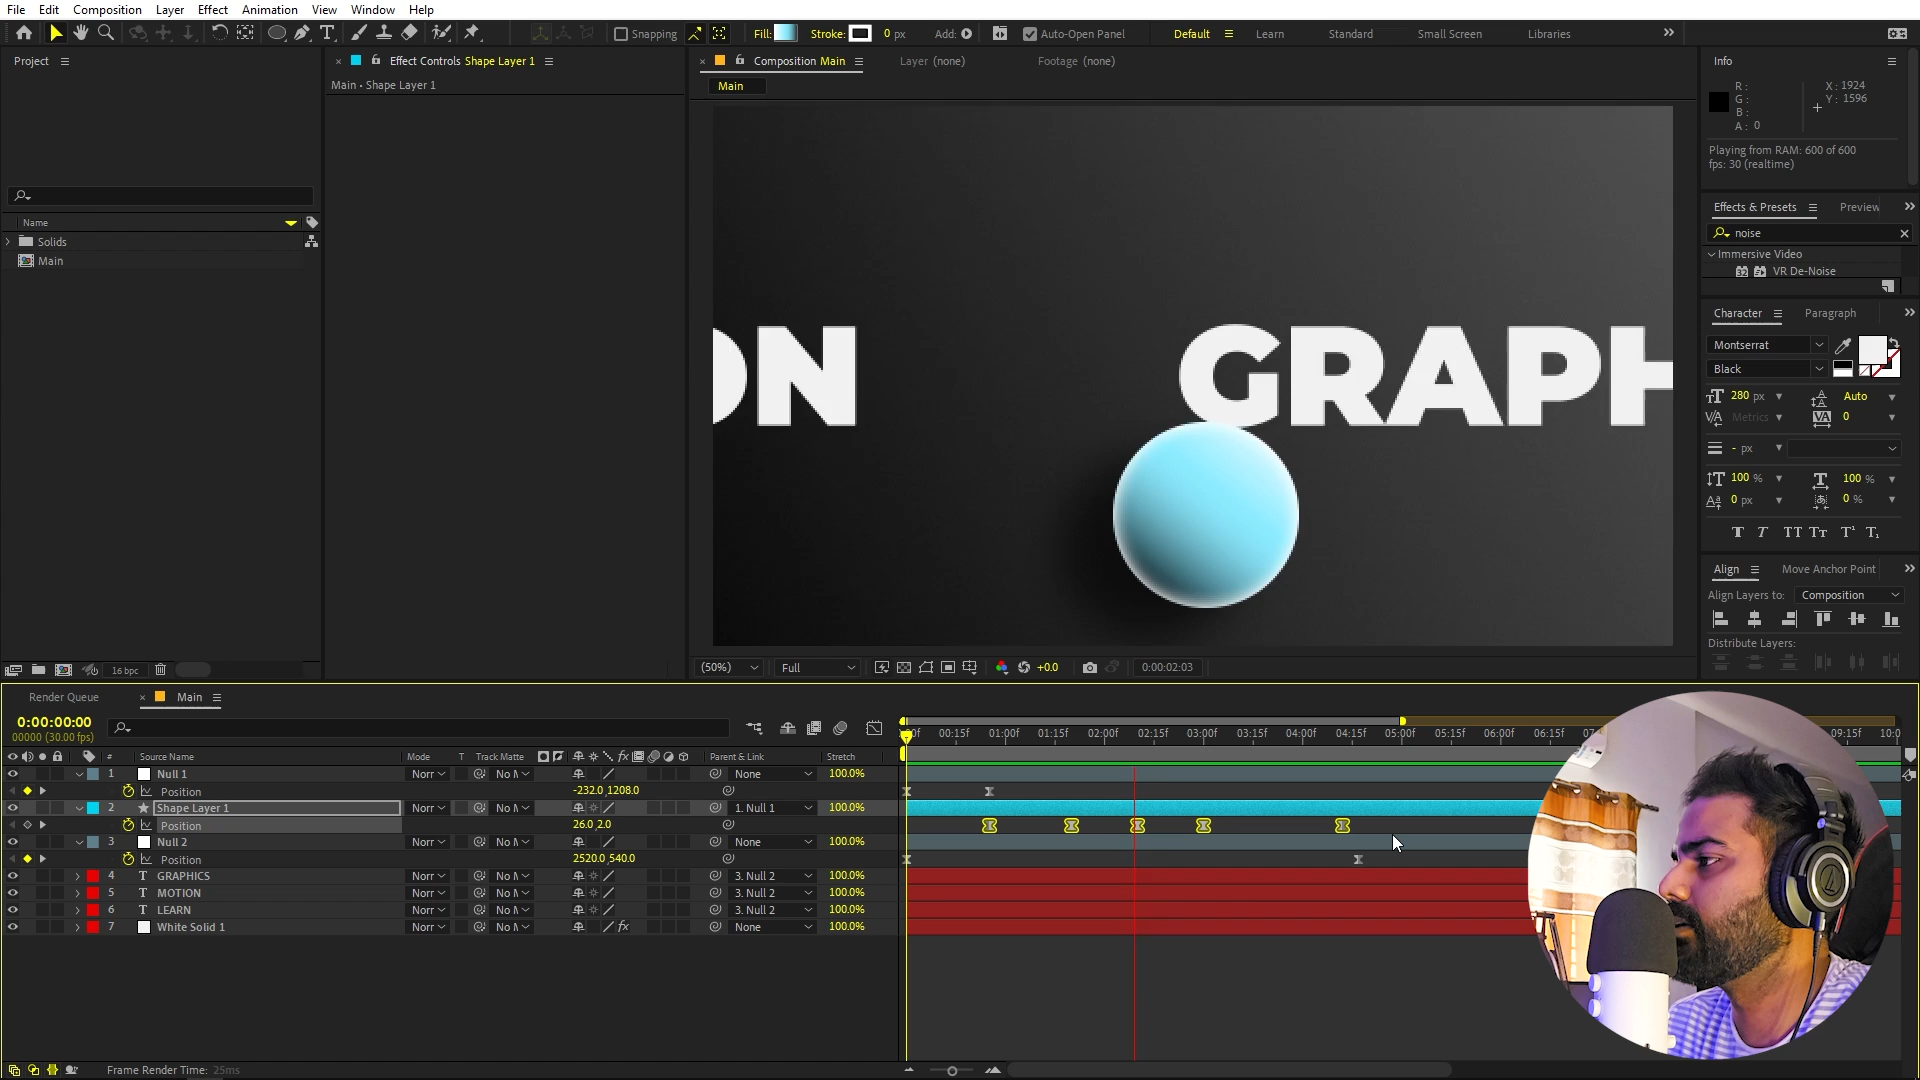 File Edit Composition Layer Effect Animation View Window Help
Snapping Fill: Stroke: 0 px Add: Auto-Open Panel Default Learn Standard Small Screen Libraries
Project
Effect Controls Shape Layer 1
Main • Shape Layer 1
Composition Main Layer (none) Footage (none)
Main
Name
Solids
Main
16 bpc
ON GRAPH
(50%) Full +0.0 0:00:02:03
Info
R :
G :
B :
A : 0
X : 1924
Y : 1596
Playing from RAM: 600 of 600
fps: 30 (realtime)
Effects & Presets Preview
noise
Immersive Video
32 VR De-Noise
Character Paragraph
Montserrat
Black
280 px Auto
Metrics 0
- px
100 % 100 %
0 px 0 %
Align Move Anchor Point
Align Layers to: Composition
Distribute Layers:
Render Queue Main
0:00:00:00
00000 (30.00 fps)
00f 00:15f 01:00f 01:15f 02:00f 02:15f 03:00f 03:15f 04:00f 04:15f 05:00f 05:15f 06:00f 06:15f 09:15f 10:0
# Source Name Mode T Track Matte Parent & Link Stretch
1 Null 1 Norr No M None 100.0%
Position -232.0,1208.0
2 Shape Layer 1 Norr No M 1. Null 1 100.0%
Position 26.0,2.0
3 Null 2 Norr No M None 100.0%
Position 2520.0,540.0
4 T GRAPHICS Norr No M 3. Null 2 100.0%
5 T MOTION Norr No M 3. Null 2 100.0%
6 T LEARN Norr No M 3. Null 2 100.0%
7 White Solid 1 Norr No M fx None 100.0%
Frame Render Time: 25ms